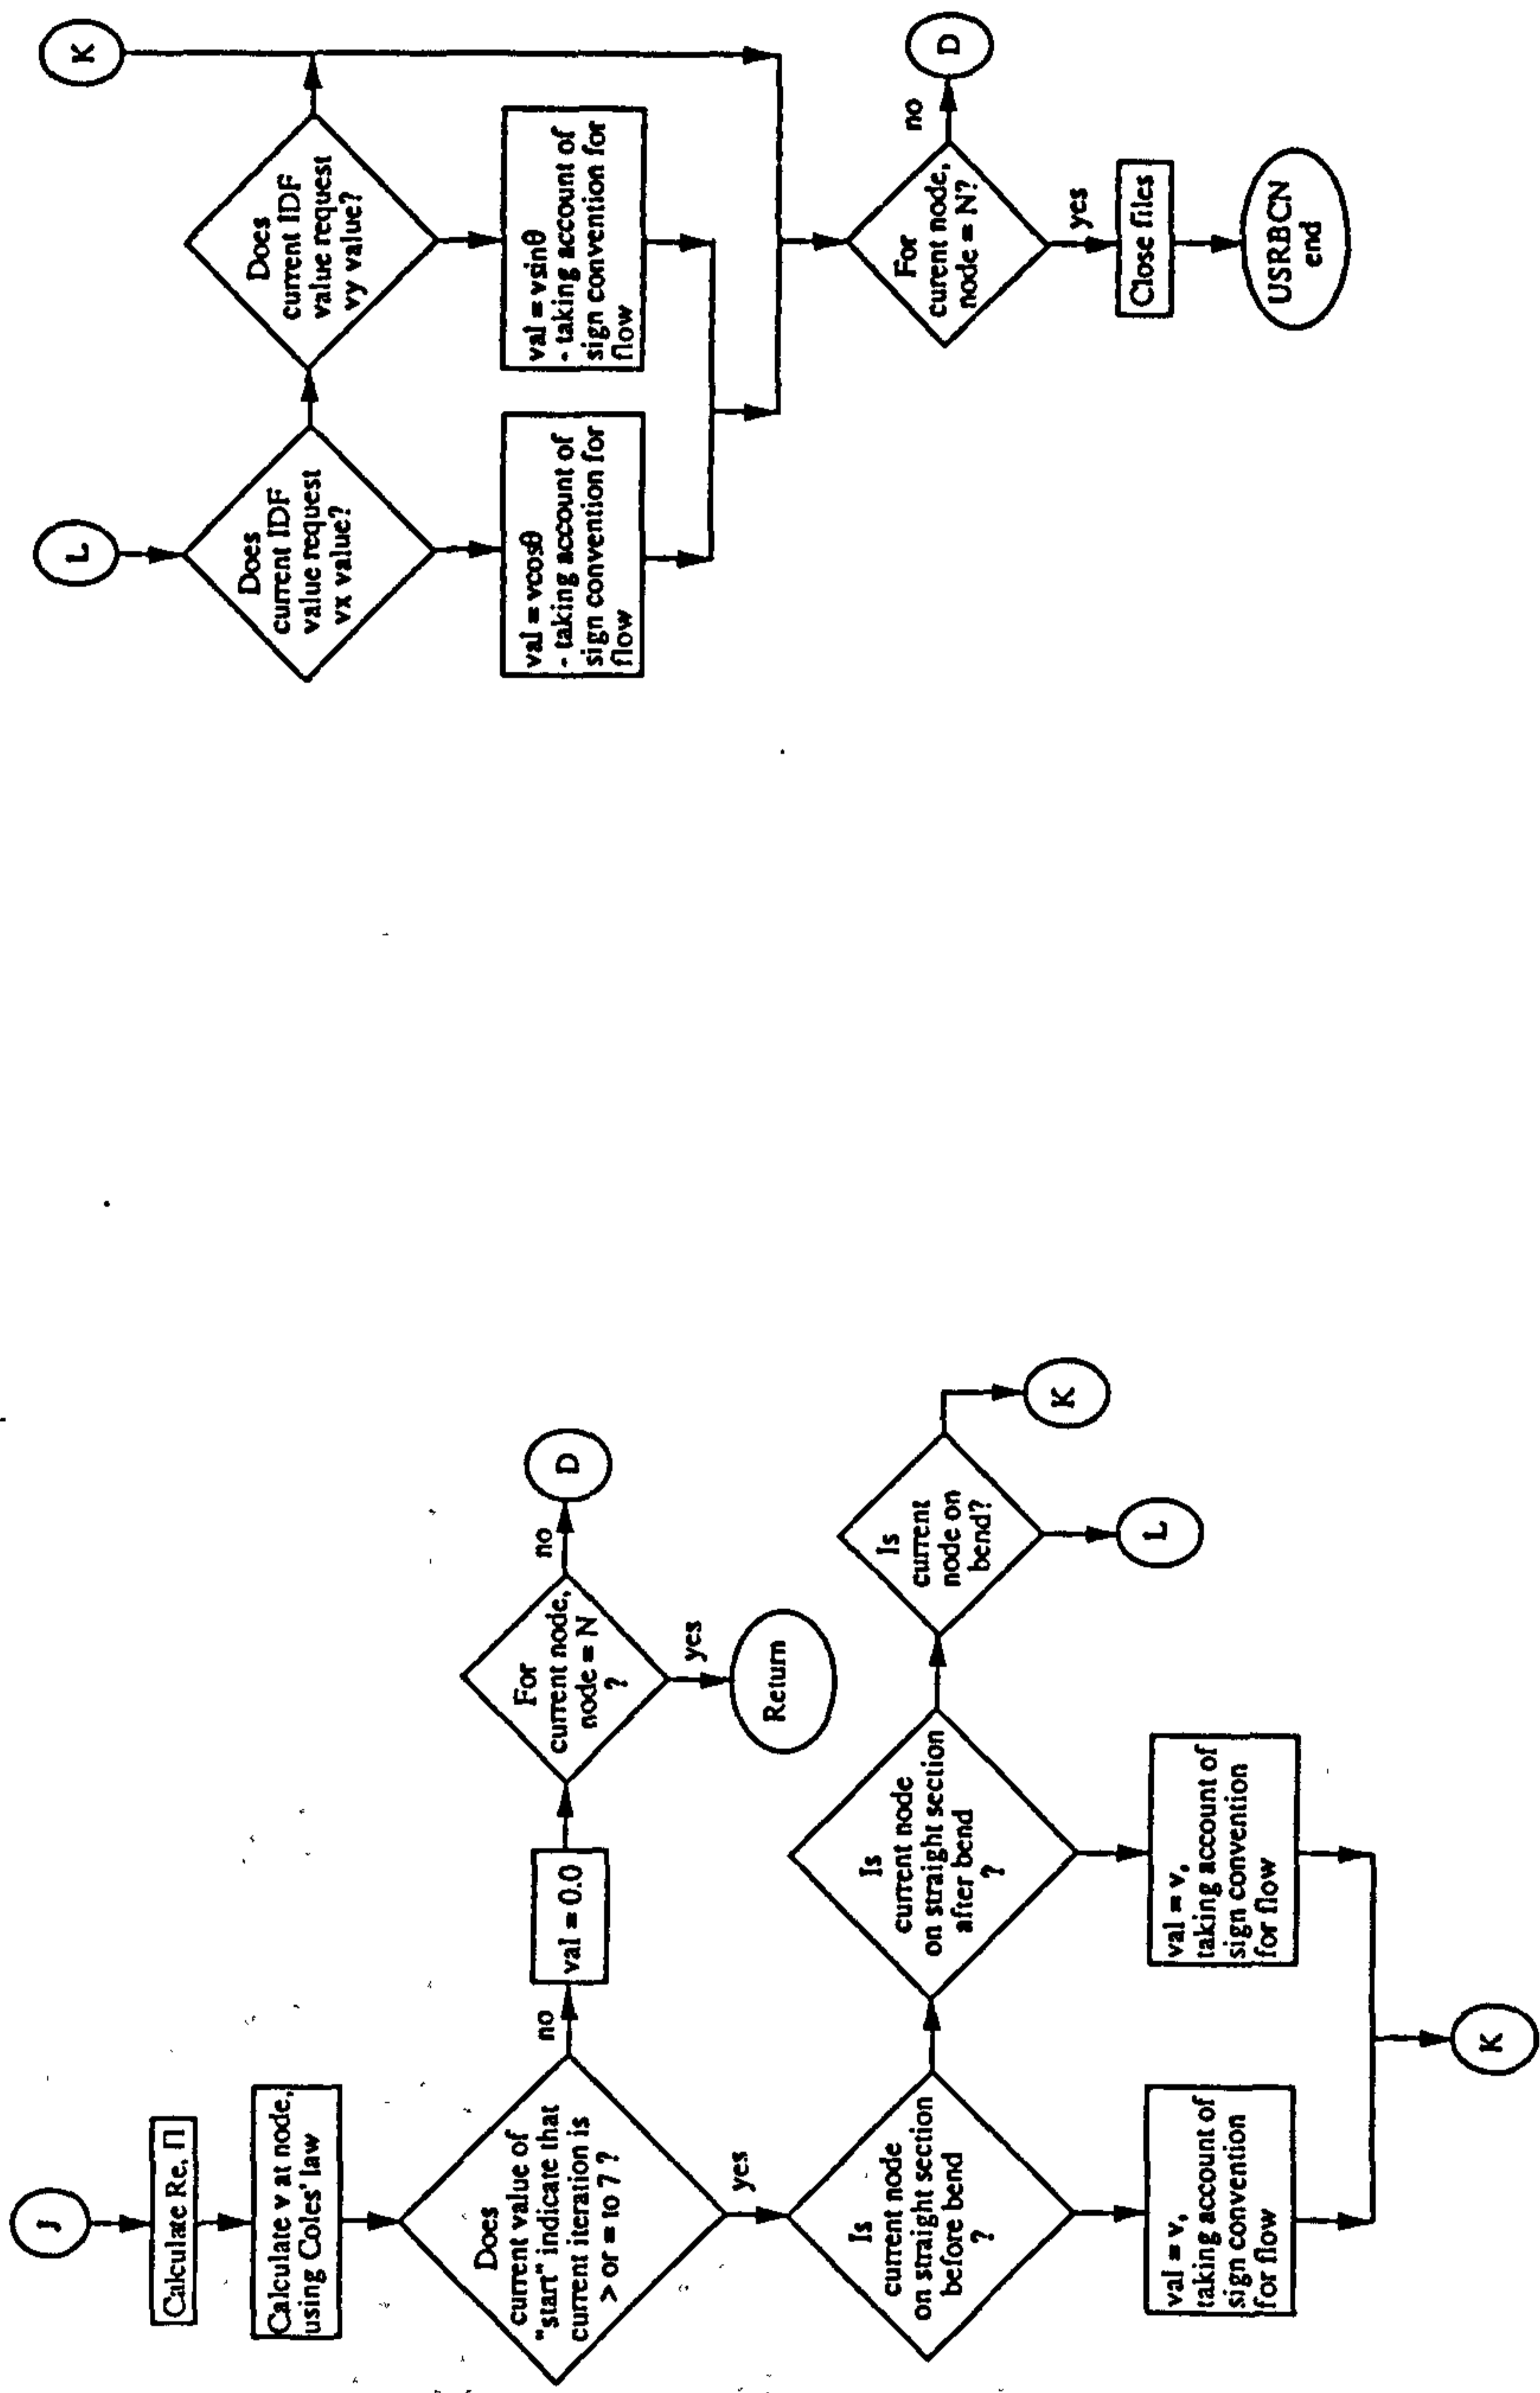 J
Calculate Re, Π
Calculate v at node,
using Coles' law
Does
current value of
"start" indicate that
current iteration is
> or = to 7 ?
no
val = 0.0
For
current node,
node = N
?
no
D
yes
Return
yes
Is
current node
on straight section
before bend
?
Is
current node
on straight section
after bend
?
Is
current
node on
bend?
K
L
val = v,
taking account of
sign convention
for flow
val = v,
taking account of
sign convention
for flow
K
L
K
Does
current IDF
value request
vx value?
Does
current IDF
value request
vy value?
val = vcosθ
- taking account of
sign convention for
flow
val = vsinθ
- taking account of
sign convention for
flow
For
curent node,
node = N?
no
D
yes
Close files
USRBCN
end